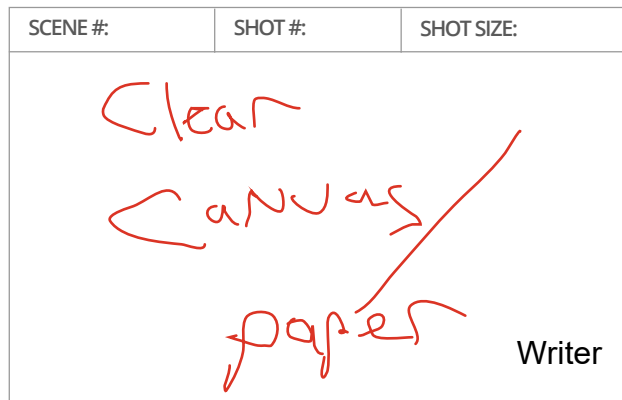 SCENE #: SHOT #: SHOT SIZE:
Clear
Canvas
paper
Writer